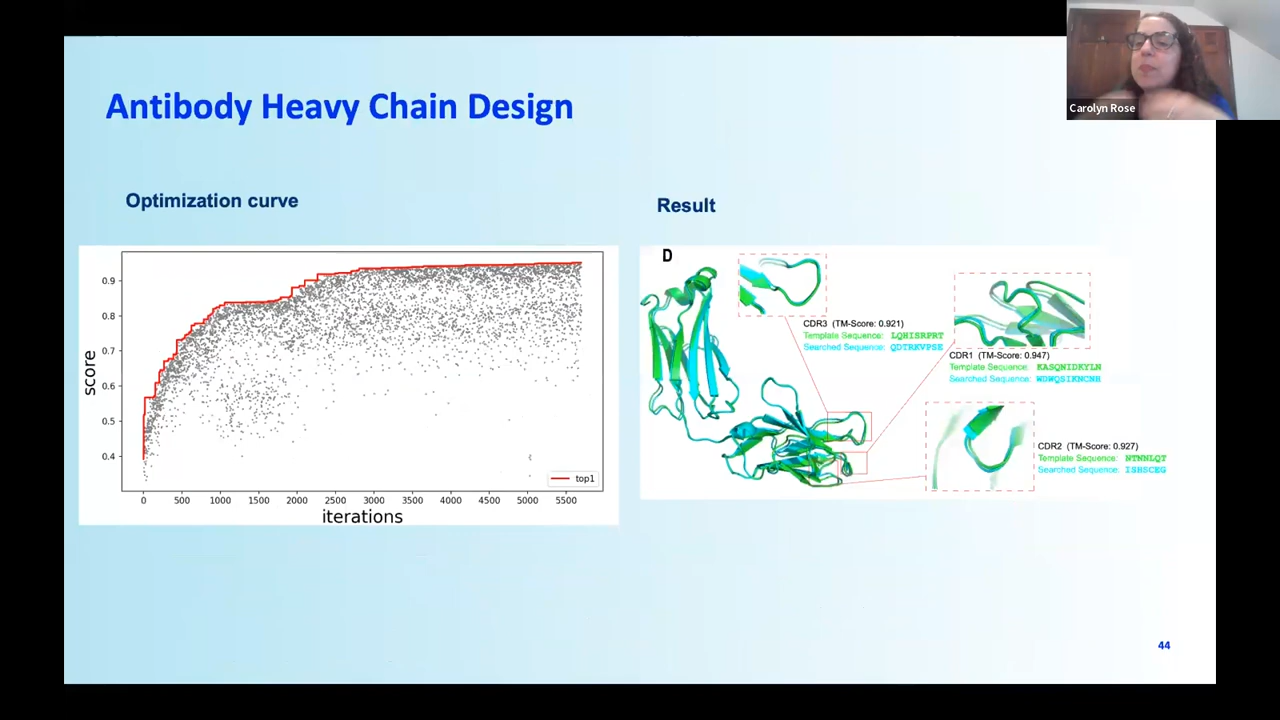 Carolyn Rose
Antibody Heavy Chain Design
Optimization curve
score
0.9
0.8
0.7
0.6
0.5
0.4
top1
0 500 1000 1500 2000 2500 3000 3500 4000 4500 5000 5500
iterations
Result
D
CDR3 (TM-Score: 0.921)
Template Sequence: LQHISRPRT
Searched Sequence: QDTRKVPSE
CDR1 (TM-Score: 0.947)
Template Sequence: KASQNIDKYLN
Searched Sequence: WDWQSIKNCNH
CDR2 (TM-Score: 0.927)
Template Sequence: NTNNLQT
Searched Sequence: ISHSCEG
44